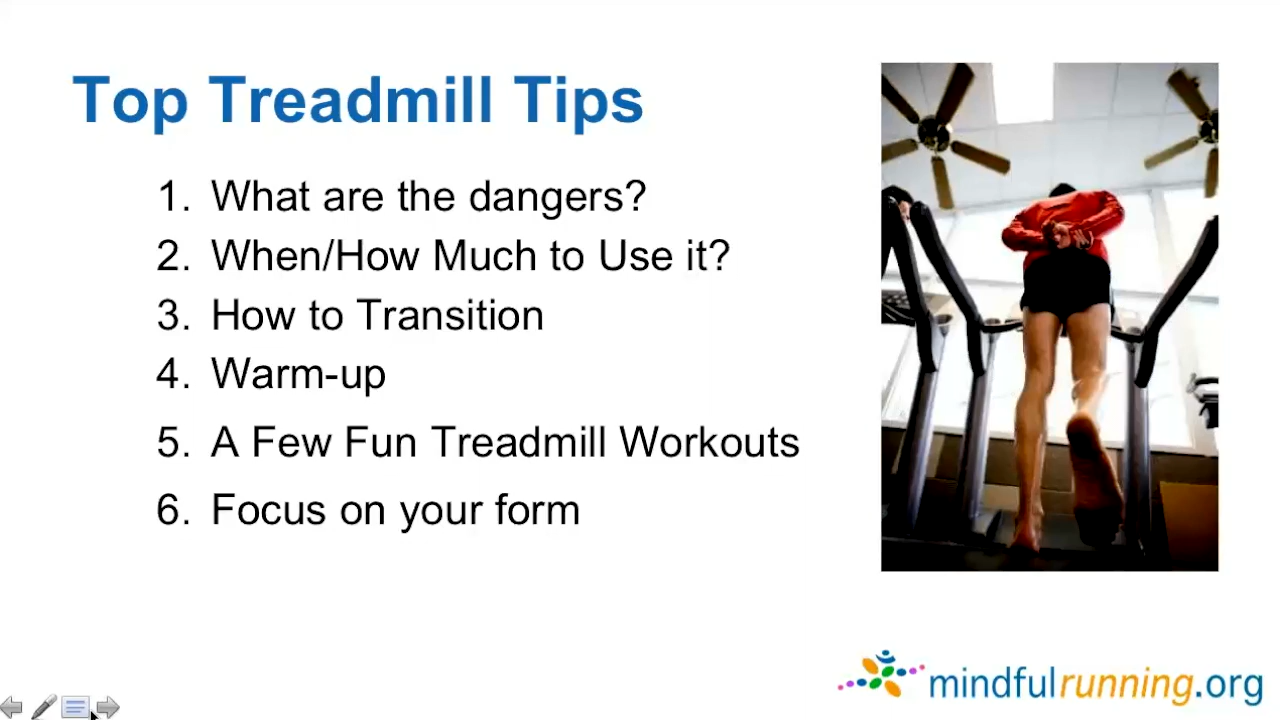 Top Treadmill Tips
1. What are the dangers?
2. When/How Much to Use it?
3. How to Transition
4. Warm-up
5. A Few Fun Treadmill Workouts
6. Focus on your form
mindfulrunning.org